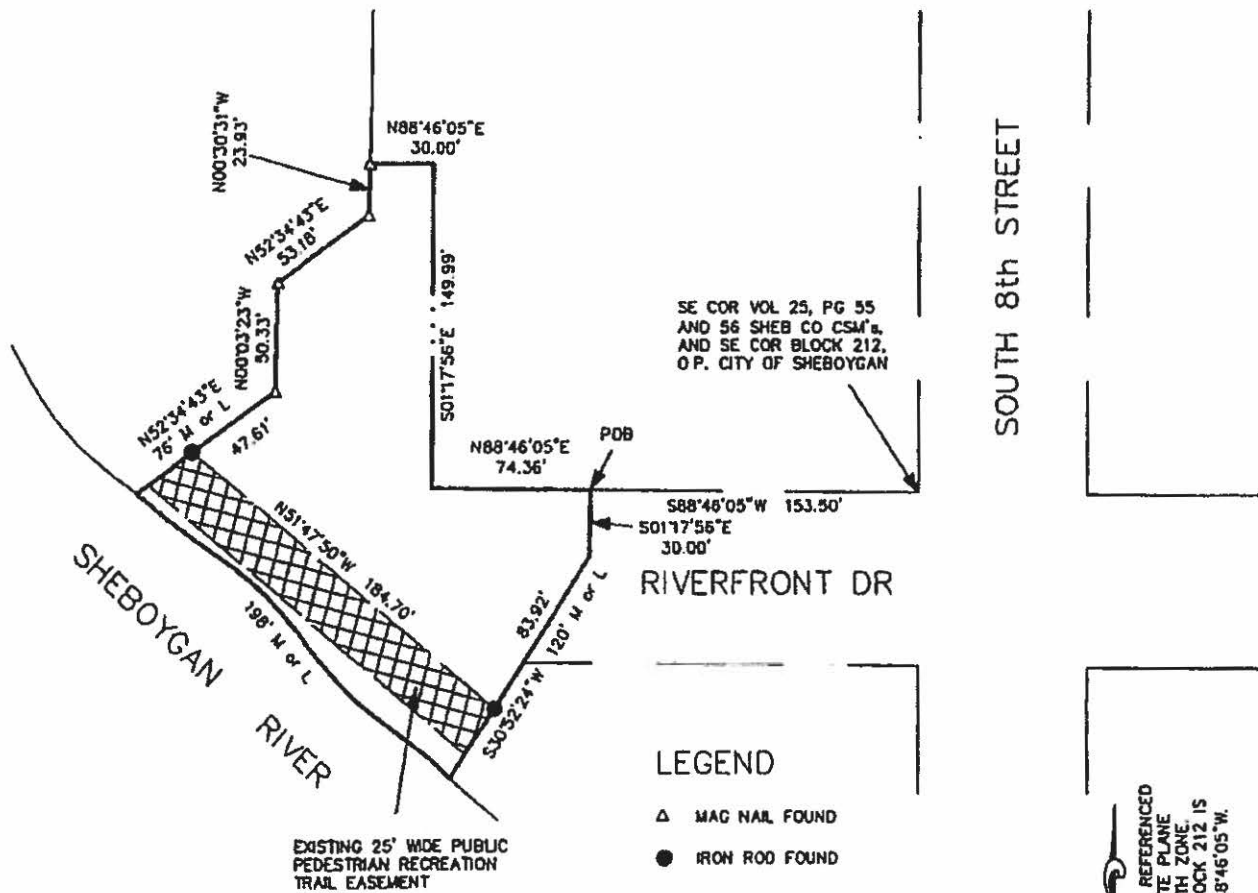 N88°46'05"E
30.00'
N00°30'31"W
23.93'
N52°34'43"E
53.18'
N00°03'23"W
50.33'
S01°17'56"E 149.99'
SOUTH 8th STREET
SE COR VOL 25, PG 55
AND 56 SHEB CO CSM's,
AND SE COR BLOCK 212,
O P. CITY OF SHEBOYGAN
N52°34'43"E
76' M or L
47.61'
N88°46'05"E
74.36'
POB
S88°46'05"W 153.50'
S01°17'56"E
30.00'
RIVERFRONT DR
N51°47'50"W 184.70'
83.92'
S30°52'24"W 120' M or L
198' M or L
SHEBOYGAN
RIVER
LEGEND
MAG NAIL FOUND
IRON ROD FOUND
EXISTING 25' WIDE PUBLIC
PEDESTRIAN RECREATION
TRAIL EASEMENT
REFERENCED
TE PLANE
TH ZONE.
OCK 212 IS
8°46'05"W.